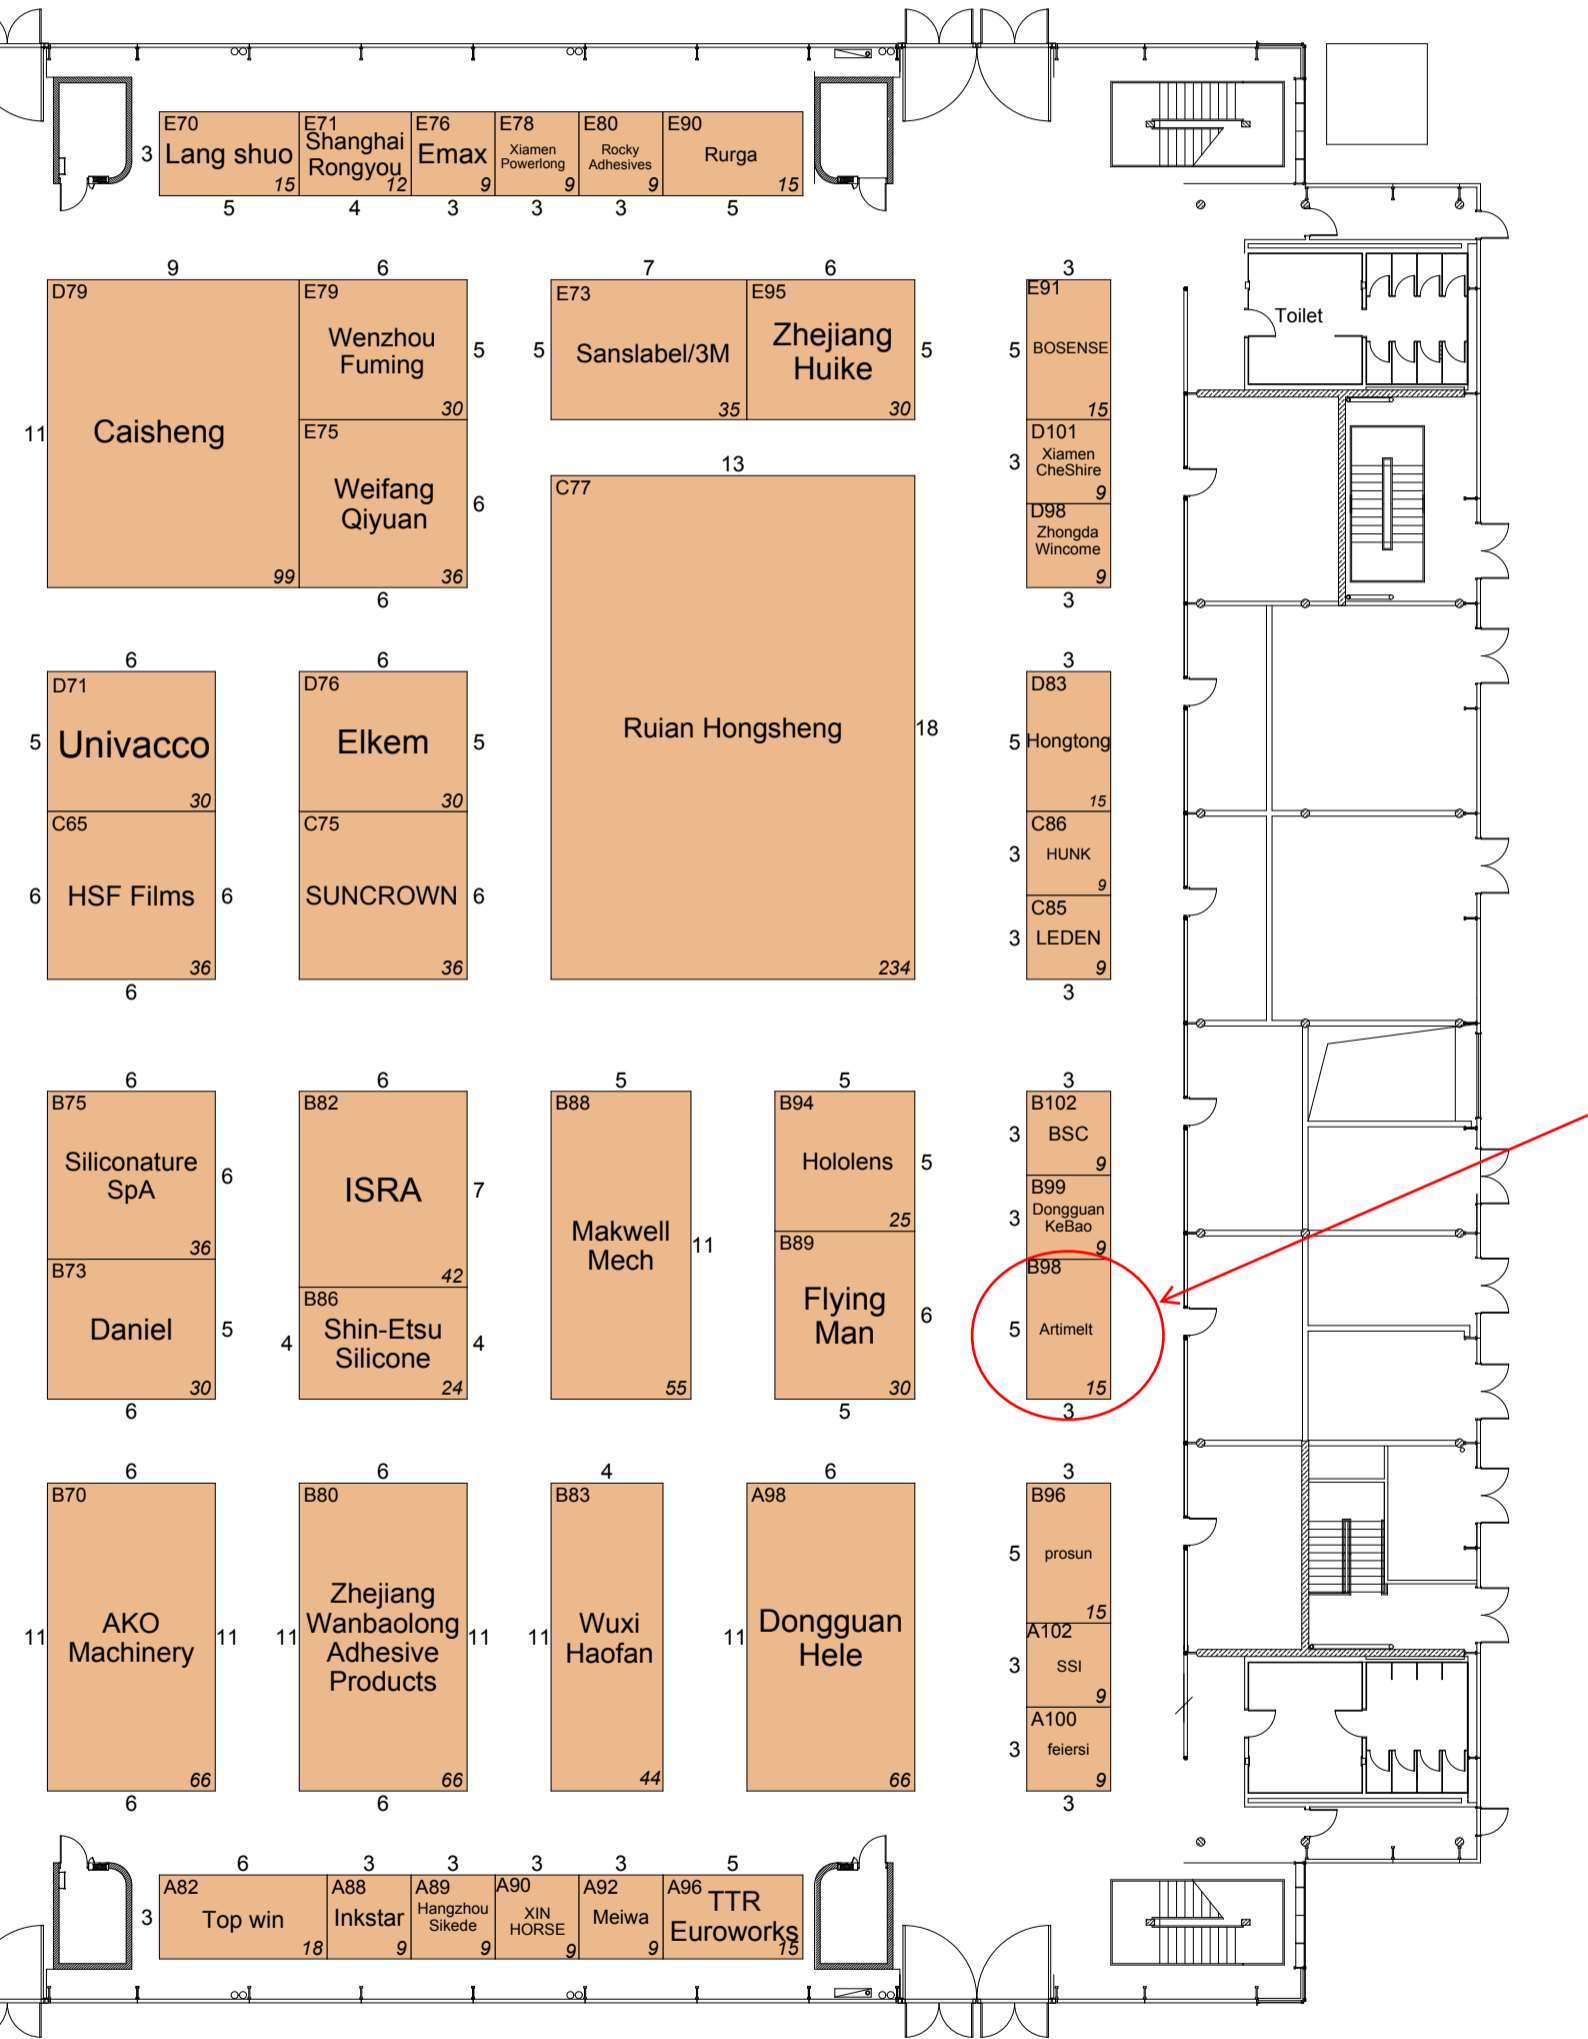 E70
Lang shuo
15
E71
Shanghai
Rongyou
12
E76
Emax
9
E78
Xiamen
Powerlong
9
E80
Rocky
Adhesives
9
E90
Rurga
15
3
5
4
3
3
3
5
9
6
7
6
3
D79
Caisheng
99
11
E79
Wenzhou
Fuming
30
5
E75
Weifang
Qiyuan
36
6
6
E73
Sanslabel/3M
35
5
E95
Zhejiang
Huike
30
5
E91
BOSENSE
15
5
D101
Xiamen
CheShire
9
3
D98
Zhongda
Wincome
9
3
Toilet
13
C77
Ruian Hongsheng
234
18
6
D71
Univacco
30
5
C65
HSF Films
36
6
6
6
6
D76
Elkem
30
5
C75
SUNCROWN
36
6
3
D83
Hongtong
15
5
C86
HUNK
9
3
C85
LEDEN
9
3
3
6
B75
Siliconature
SpA
36
6
B73
Daniel
30
5
6
6
B82
ISRA
42
7
B86
Shin-Etsu
Silicone
24
4
4
5
B88
Makwell
Mech
55
11
5
B94
Hololens
25
5
B89
Flying
Man
30
6
5
3
B102
BSC
9
3
B99
Dongguan
KeBao
9
3
B98
Artimelt
15
5
3
6
B70
AKO
Machinery
66
11
11
6
6
B80
Zhejiang
Wanbaolong
Adhesive
Products
66
11
11
6
4
B83
Wuxi
Haofan
44
11
6
A98
Dongguan
Hele
66
11
3
B96
prosun
15
5
A102
SSI
9
3
A100
feiersi
9
3
3
6
3
3
3
3
5
3
A82
Top win
18
A88
Inkstar
9
A89
Hangzhou
Sikede
9
A90
XIN
HORSE
9
A92
Meiwa
9
A96
TTR
Euroworks
15